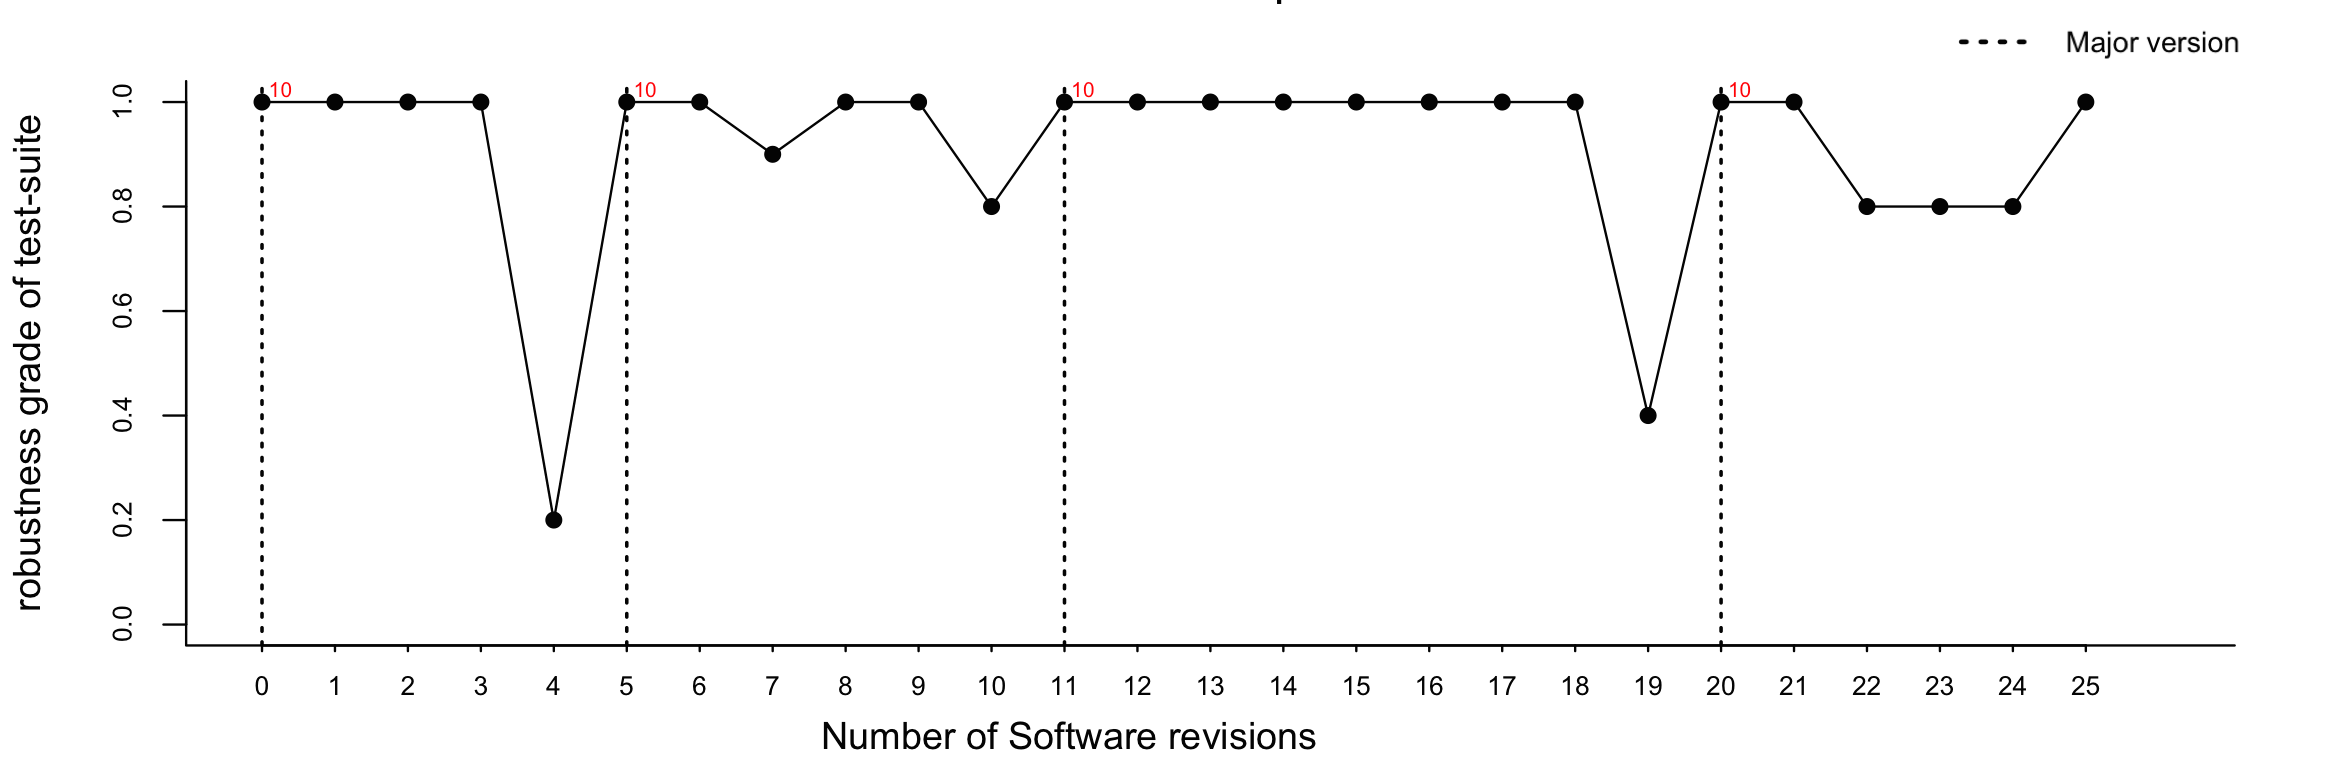 Major version
10 10 10 10
1.0
0.8
0.6
0.4
0.2
0.0
robustness grade of test-suite
0 1 2 3 4 5 6 7 8 9 10 11 12 13 14 15 16 17 18 19 20 21 22 23 24 25
Number of Software revisions